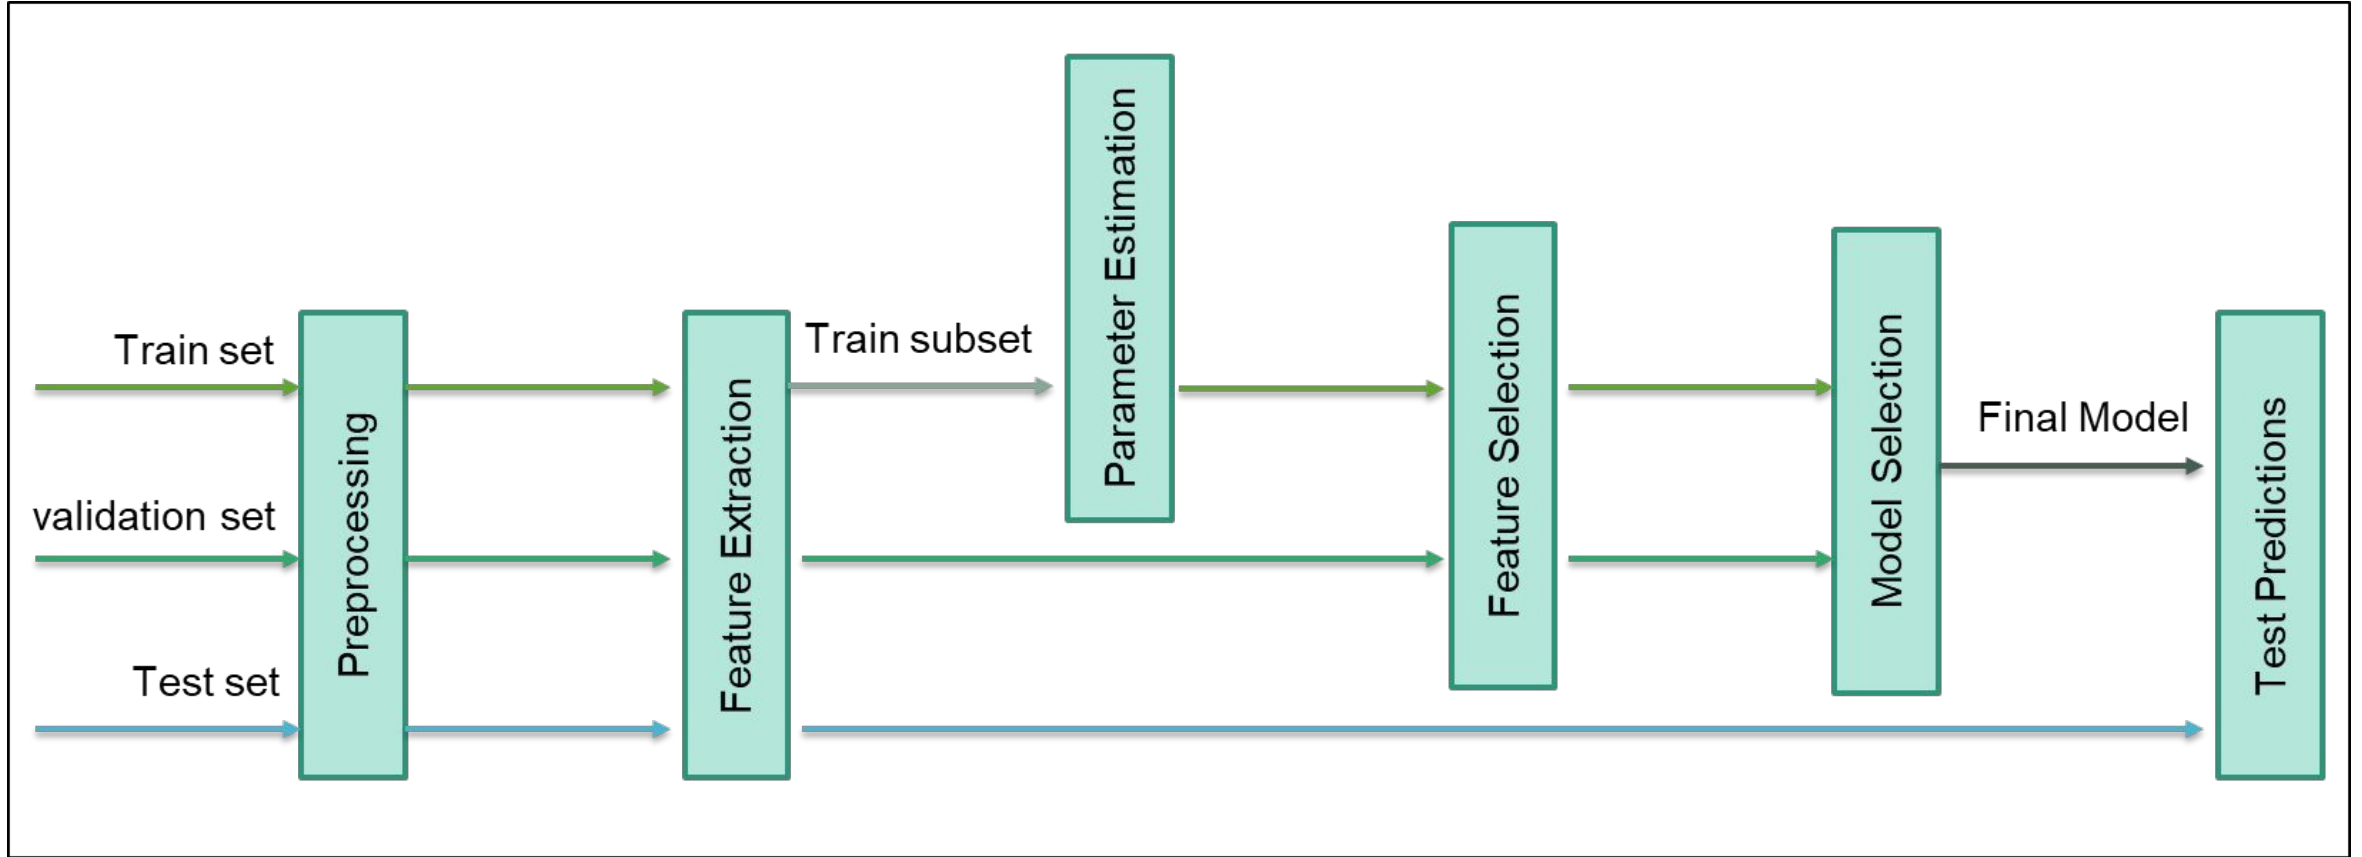 Train set
validation set
Test set
Preprocessing
Feature Extraction
Train subset
Parameter Estimation
Feature Selection
Model Selection
Final Model
Test Predictions